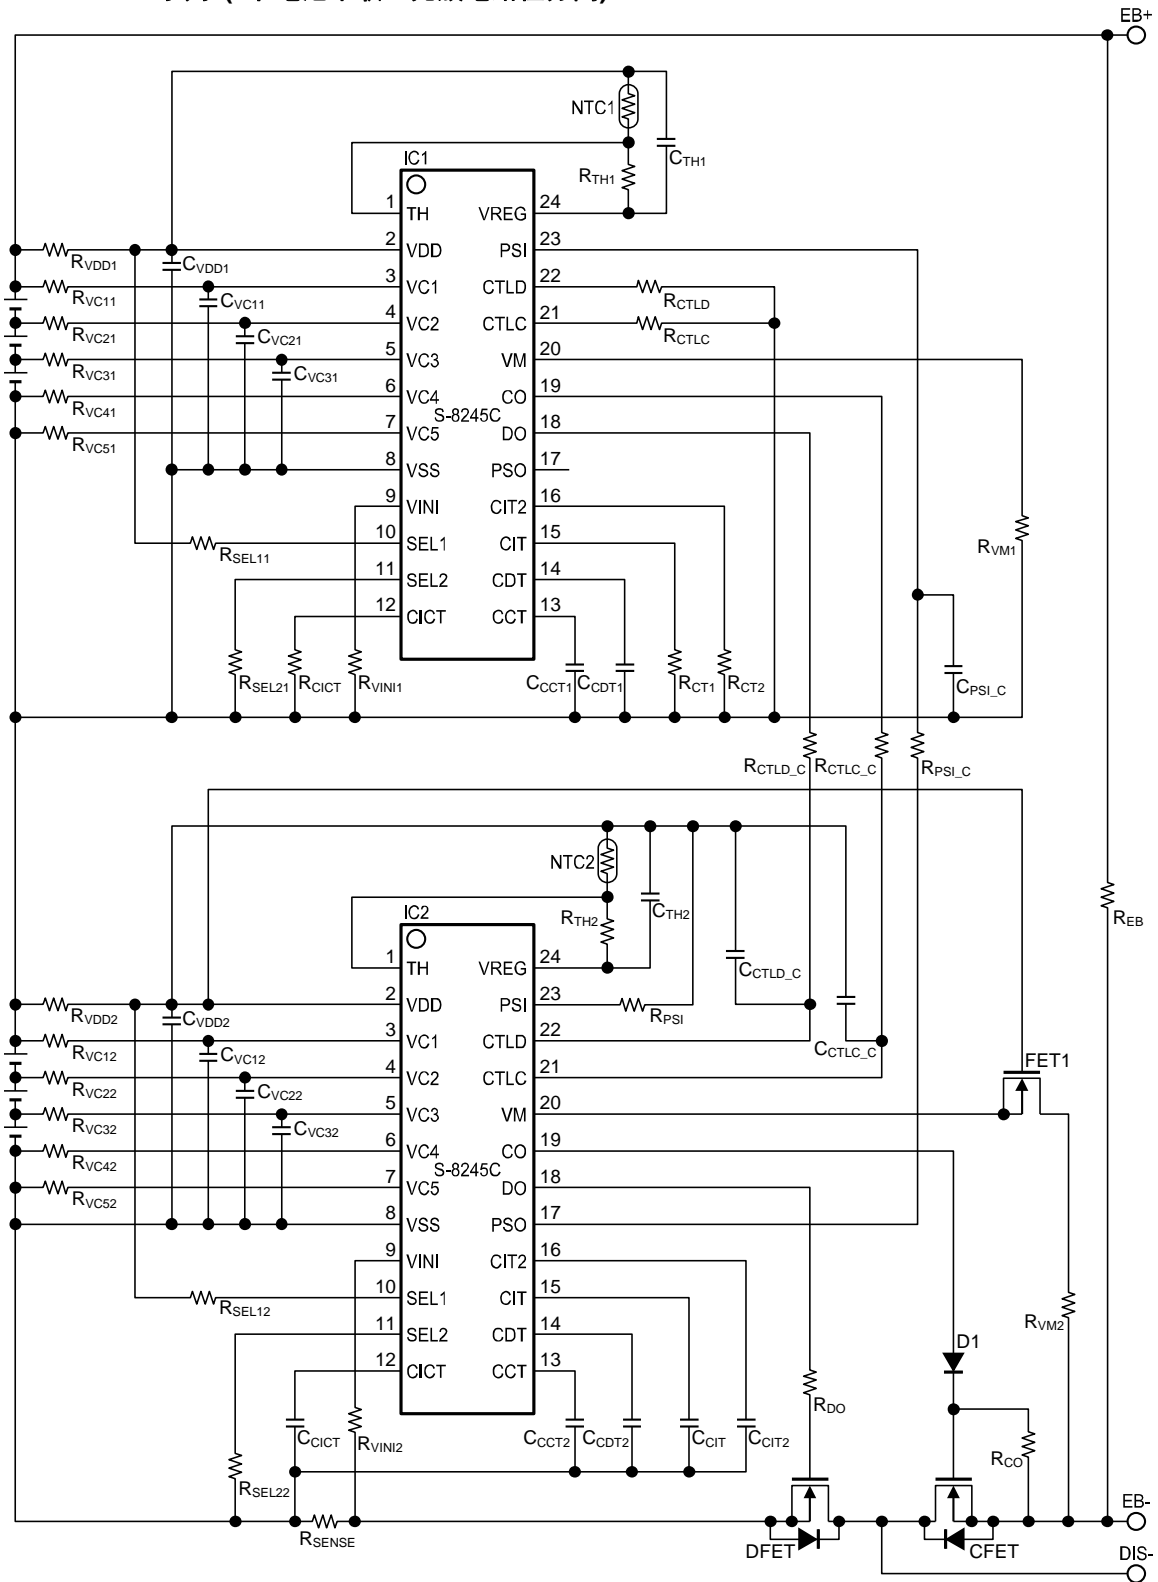 EB+
NTC1
CTH1
RTH1
IC1
1 TH VREG 24
2 VDD PSI 23
3 VC1 CTLD 22
4 VC2 CTLC 21
5 VC3 VM 20
6 VC4 CO 19
S-8245C
7 VC5 DO 18
8 VSS PSO 17
9 VINI CIT2 16
10 SEL1 CIT 15
11 SEL2 CDT 14
12 CICT CCT 13
RVDD1 CVDD1
RVC11 CVC11
RVC21 CVC21
RVC31 CVC31
RVC41
RVC51
RCTLD
RCTLC
RSEL11
RVM1
RSEL21 RCICT RVINI1 CCCT1 CCDT1 RCT1 RCT2 CPSI_C
RCTLD_C RCTLC_C RPSI_C
NTC2
CTH2
RTH2
REB
IC2
CCTLD_C
RPSI
CCTLC_C
1 TH VREG 24
2 VDD PSI 23
3 VC1 CTLD 22
4 VC2 CTLC 21
5 VC3 VM 20
6 VC4 CO 19
S-8245C
7 VC5 DO 18
8 VSS PSO 17
9 VINI CIT2 16
10 SEL1 CIT 15
11 SEL2 CDT 14
12 CICT CCT 13
RVDD2 CVDD2
RVC12 CVC12
RVC22 CVC22
RVC32 CVC32
RVC42
RVC52
FET1
RSEL12
RVM2
D1
RDO
CCICT RVINI2 CCCT2 CCDT2 CCIT CCIT2
RCO
RSEL22
EB-
RSENSE
DFET CFET
DIS-